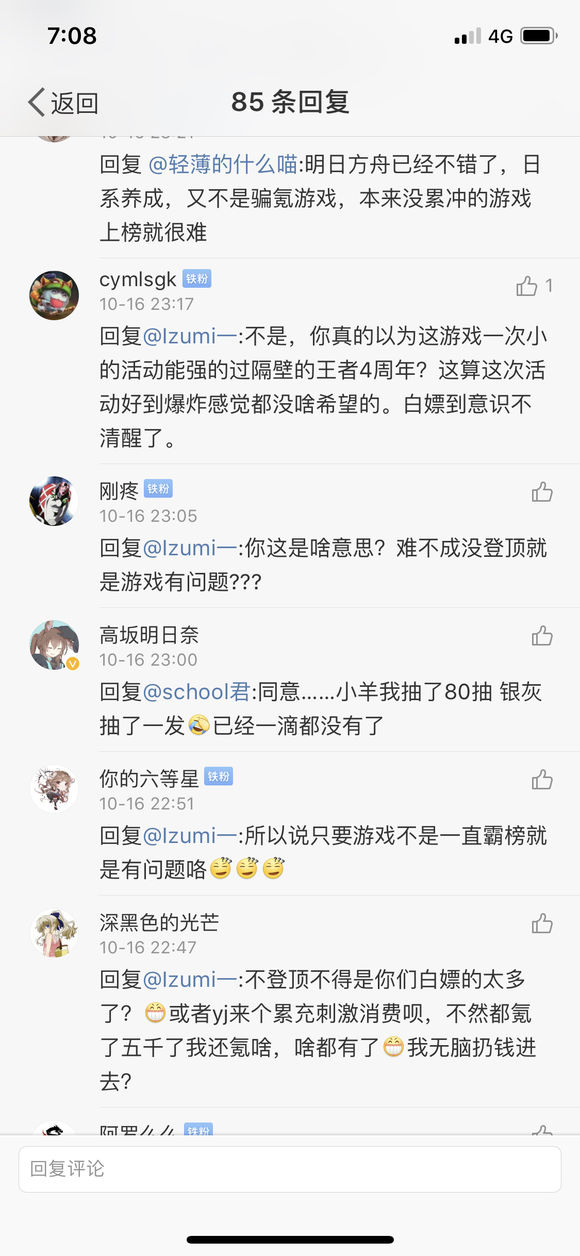 7:08
4G
返回
85 条回复
回复 @轻薄的什么喵:明日方舟已经不错了，日
系养成，又不是骗氪游戏，本来没累冲的游戏
上榜就很难
cymlsgk 铁粉
1
10-16 23:17
回复@Izumi一:不是，你真的以为这游戏一次小
的活动能强的过隔壁的王者4周年？这算这次活
动好到爆炸感觉都没啥希望的。白嫖到意识不
清醒了。
刚疼 铁粉
10-16 23:05
回复@Izumi一:你这是啥意思？难不成没登顶就
是游戏有问题???
高坂明日奈
10-16 23:00
回复@school君:同意……小羊我抽了80抽 银灰
抽了一发🤣已经一滴都没有了
你的六等星 铁粉
10-16 22:51
回复@Izumi一:所以说只要游戏不是一直霸榜就
是有问题咯
深黑色的光芒
10-16 22:47
回复@Izumi一:不登顶不得是你们白嫖的太多
了？😁或者yj来个累充刺激消费呗，不然都氪
了五千了我还氪啥，啥都有了😁我无脑扔钱进
去?
阿罗么么 铁粉
回复评论